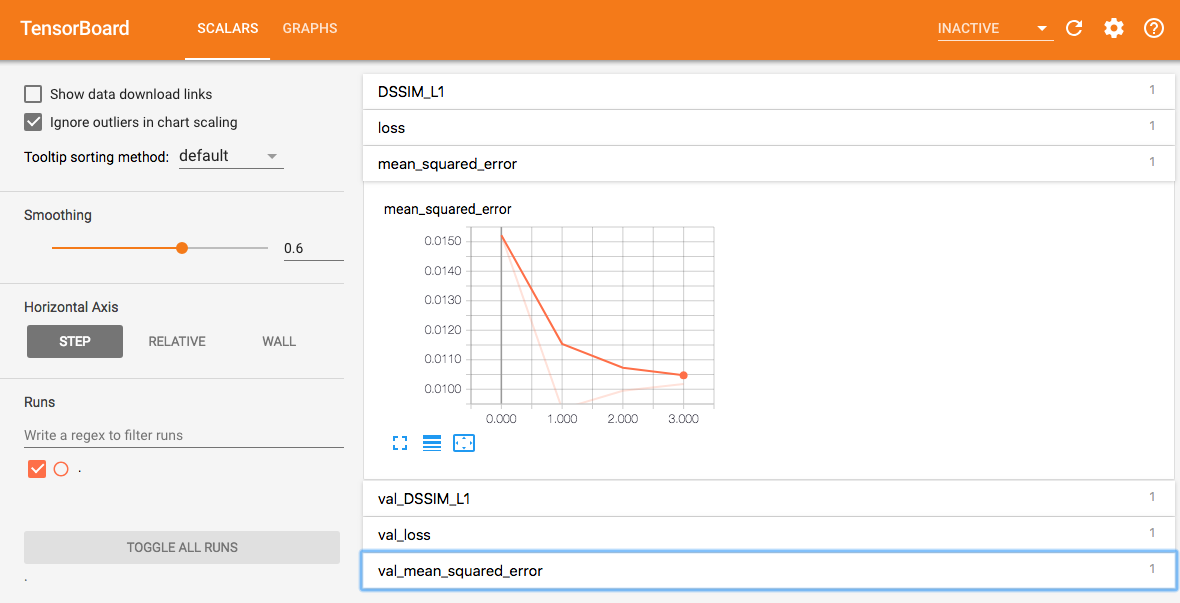 TensorBoard SCALARS GRAPHS INACTIVE
Show data download links
Ignore outliers in chart scaling
Tooltip sorting method: default
Smoothing
0.6
Horizontal Axis
STEP RELATIVE WALL
Runs
Write a regex to filter runs
.
TOGGLE ALL RUNS
.
DSSIM_L1 1
loss 1
mean_squared_error 1
mean_squared_error
0.0150
0.0140
0.0130
0.0120
0.0110
0.0100
0.000 1.000 2.000 3.000
val_DSSIM_L1 1
val_loss 1
val_mean_squared_error 1